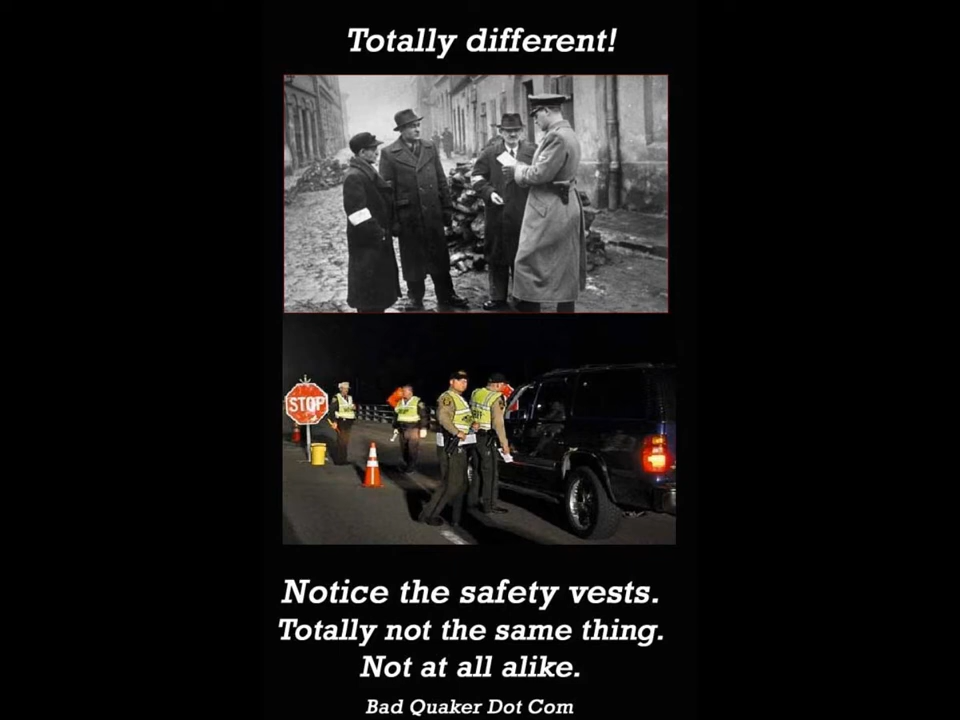 Totally different!
STOP
Notice the safety vests.
Totally not the same thing.
Not at all alike.
Bad Quaker Dot Com